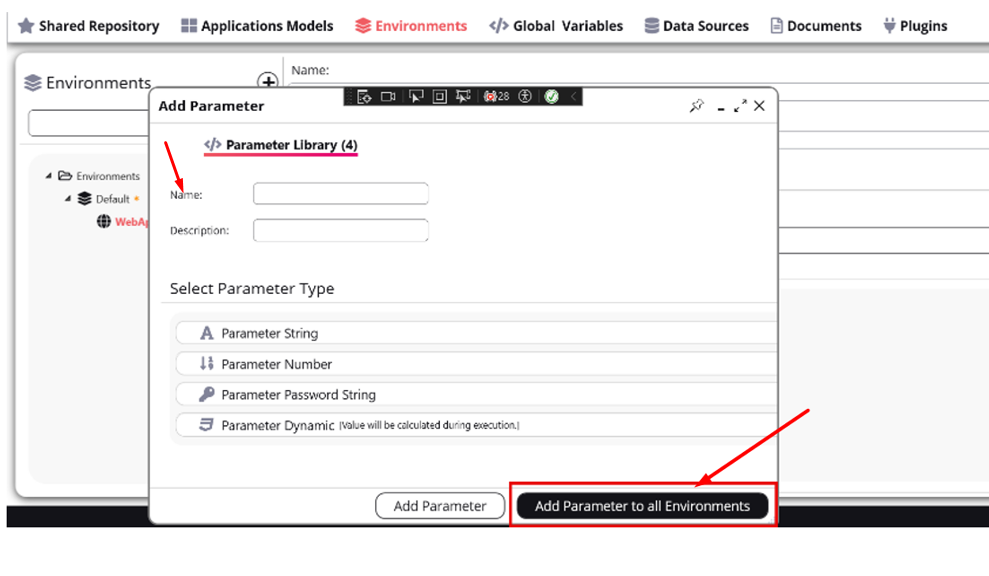 Shared Repository Applications Models Environments </> Global Variables Data Sources Documents Plugins
Environments
Name:
Add Parameter
28
</> Parameter Library (4)
Name:
Description:
Environments
Default *
WebAp
Select Parameter Type
Parameter String
Parameter Number
Parameter Password String
Parameter Dynamic |Value will be calculated during execution.|
Add Parameter
Add Parameter to all Environments